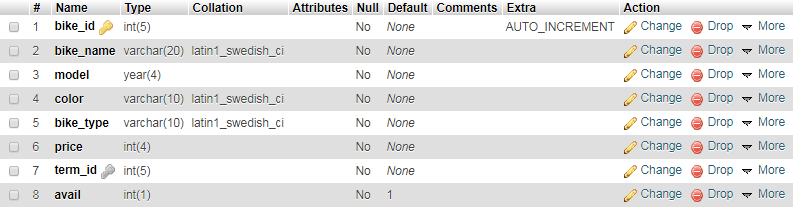 # Name Type Collation Attributes Null Default Comments Extra Action
1 bike_id int(5) No None AUTO_INCREMENT Change Drop More
2 bike_name varchar(20) latin1_swedish_ci No None Change Drop More
3 model year(4) No None Change Drop More
4 color varchar(10) latin1_swedish_ci No None Change Drop More
5 bike_type varchar(10) latin1_swedish_ci No None Change Drop More
6 price int(4) No None Change Drop More
7 term_id int(5) No None Change Drop More
8 avail int(1) No 1 Change Drop More